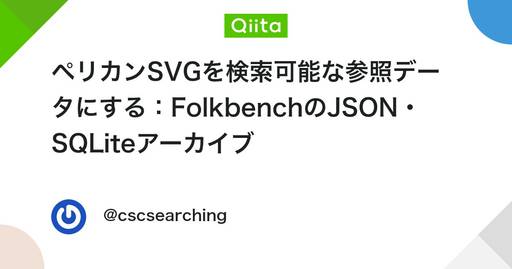 Qiita
ペリカンSVGを検索可能な参照デー
タにする：FolkbenchのJSON・
SQLiteアーカイブ
@cscsearching